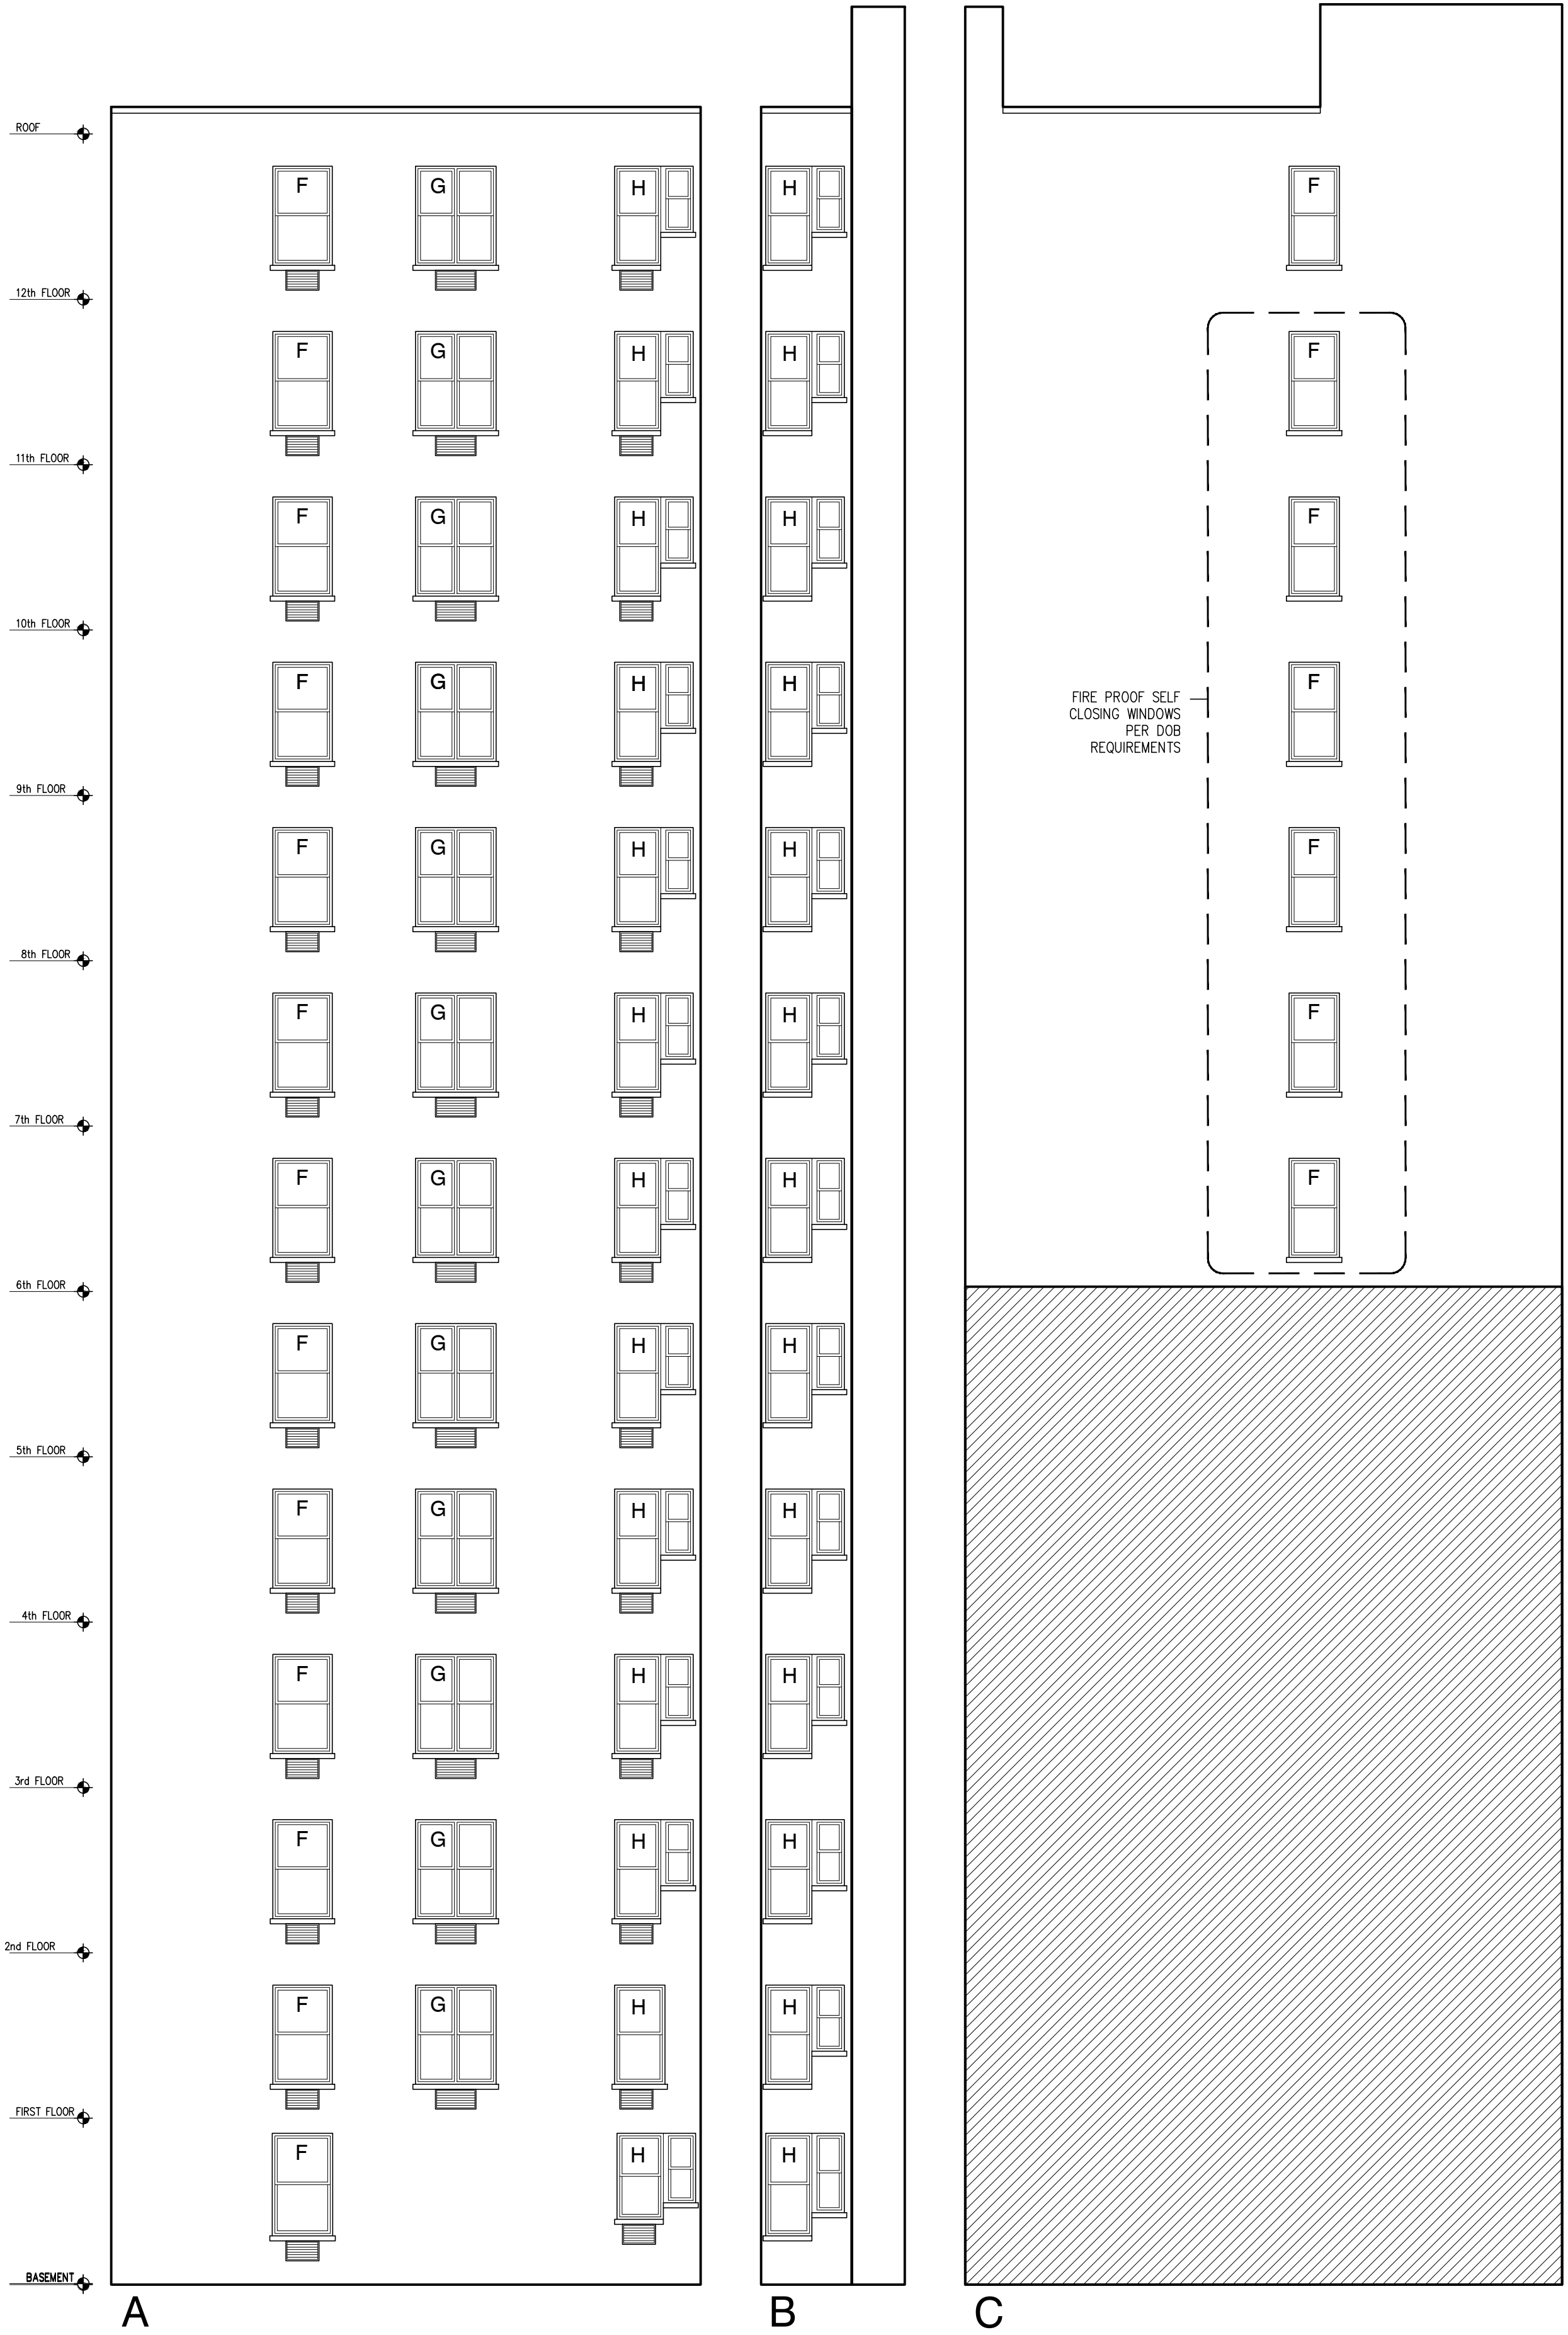 ROOF
F G H H F
12th FLOOR
F G H H F
11th FLOOR
F G H H F
10th FLOOR
F G H H F
FIRE PROOF SELF
CLOSING WINDOWS
PER DOB
REQUIREMENTS
9th FLOOR
F G H H F
8th FLOOR
F G H H F
7th FLOOR
F G H H F
6th FLOOR
F G H H
5th FLOOR
F G H H
4th FLOOR
F G H H
3rd FLOOR
F G H H
2nd FLOOR
F G H H
FIRST FLOOR
F H H
BASEMENT
A B C